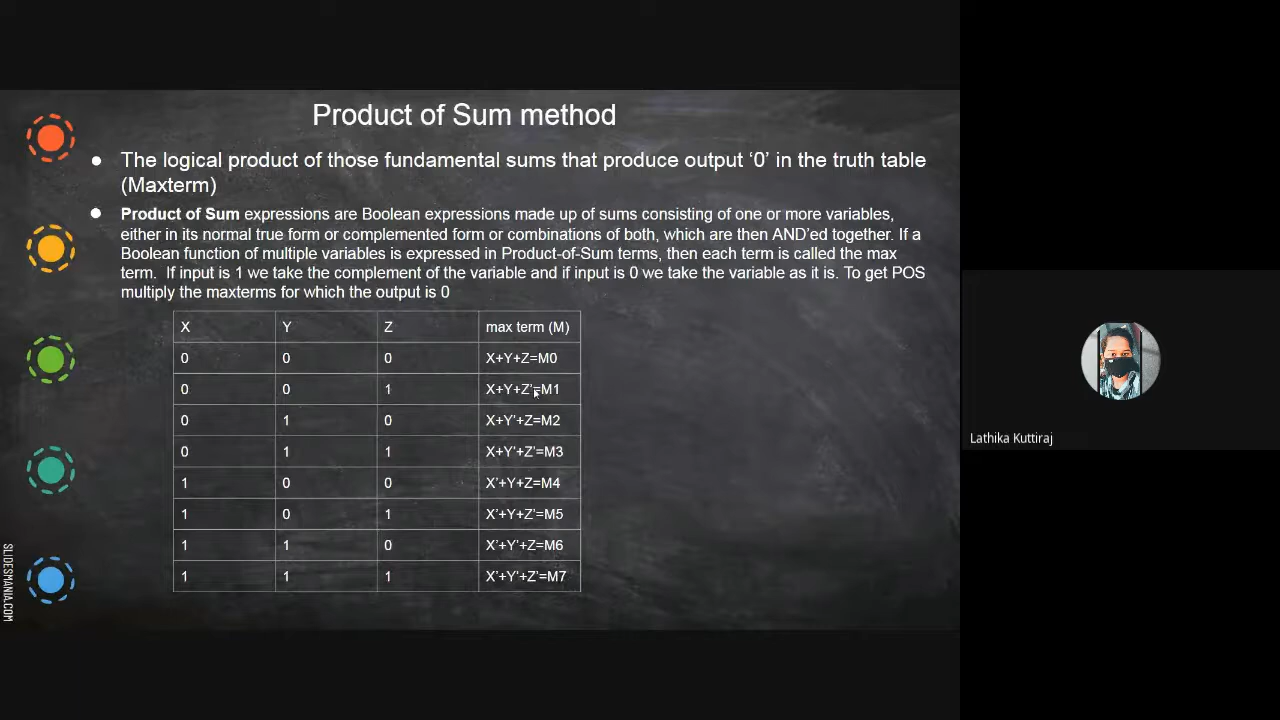 Product of Sum method
● The logical product of those fundamental sums that produce output ‘0’ in the truth table
(Maxterm)
● Product of Sum expressions are Boolean expressions made up of sums consisting of one or more variables,
either in its normal true form or complemented form or combinations of both, which are then AND’ed together. If a
Boolean function of multiple variables is expressed in Product-of-Sum terms, then each term is called the max
term. If input is 1 we take the complement of the variable and if input is 0 we take the variable as it is. To get POS
multiply the maxterms for which the output is 0
X Y Z max term (M)
0 0 0 X+Y+Z=M0
0 0 1 X+Y+Z’=M1
0 1 0 X+Y’+Z=M2
0 1 1 X+Y’+Z’=M3
1 0 0 X’+Y+Z=M4
1 0 1 X’+Y+Z’=M5
1 1 0 X’+Y’+Z=M6
1 1 1 X’+Y’+Z’=M7
SLIDESMANIA.COM
Lathika Kuttiraj